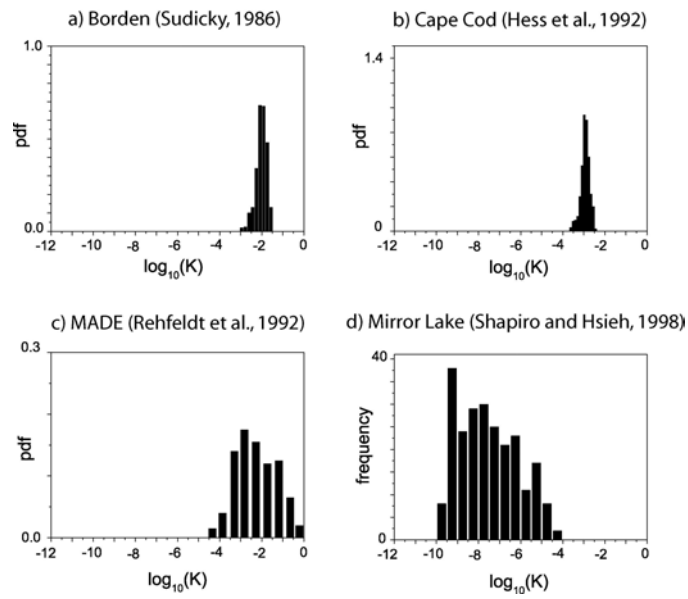 a) Borden (Sudicky, 1986)
1.0
pdf
0.0
-12 -10 -8 -6 -4 -2 0
log10(K)
b) Cape Cod (Hess et al., 1992)
1.4
pdf
0
-12 -10 -8 -6 -4 -2 0
log10(K)
c) MADE (Rehfeldt et al., 1992)
0.3
pdf
0.0
-12 -10 -8 -6 -4 -2 0
log10(K)
d) Mirror Lake (Shapiro and Hsieh, 1998)
40
frequency
0
-12 -10 -8 -6 -4 -2 0
log10(K)